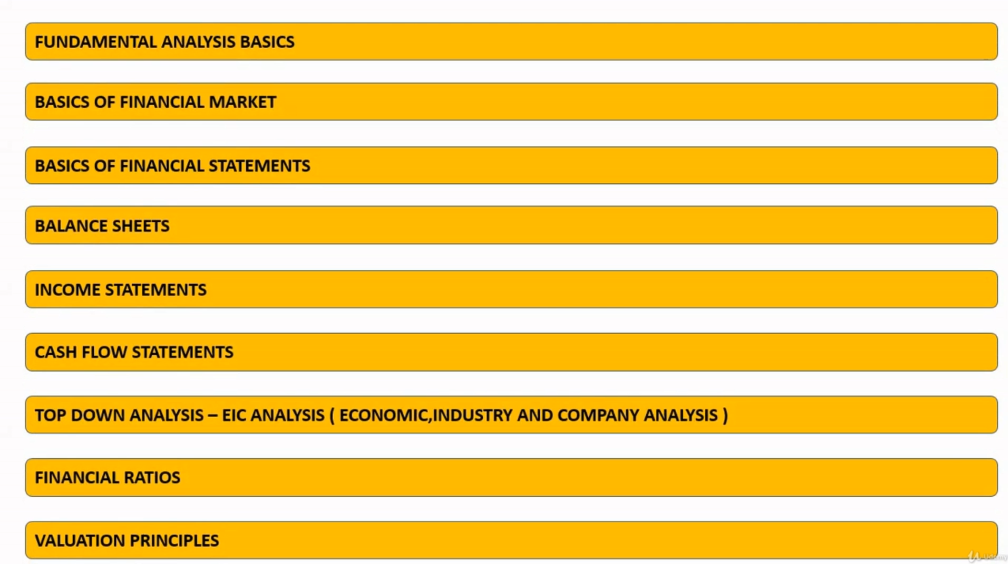 FUNDAMENTAL ANALYSIS BASICS
BASICS OF FINANCIAL MARKET
BASICS OF FINANCIAL STATEMENTS
BALANCE SHEETS
INCOME STATEMENTS
CASH FLOW STATEMENTS
TOP DOWN ANALYSIS – EIC ANALYSIS ( ECONOMIC,INDUSTRY AND COMPANY ANALYSIS )
FINANCIAL RATIOS
VALUATION PRINCIPLES